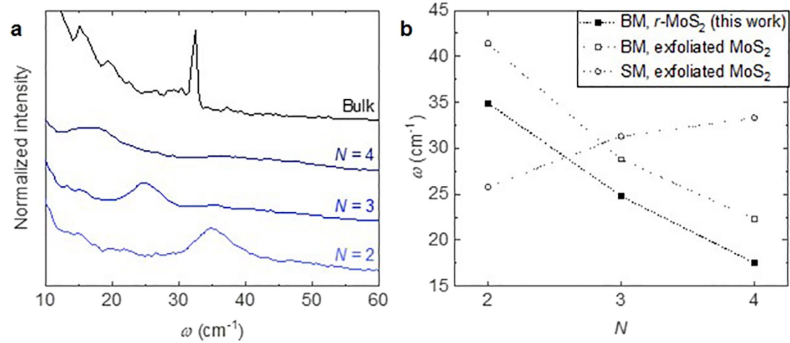 a
Normalized intensity
Bulk
N = 4
N = 3
N = 2
10 20 30 40 50 60
ω (cm⁻¹)
b
BM, r-MoS₂ (this work)
BM, exfoliated MoS₂
SM, exfoliated MoS₂
45
40
35
30
25
20
15
ω (cm⁻¹)
2 3 4
N